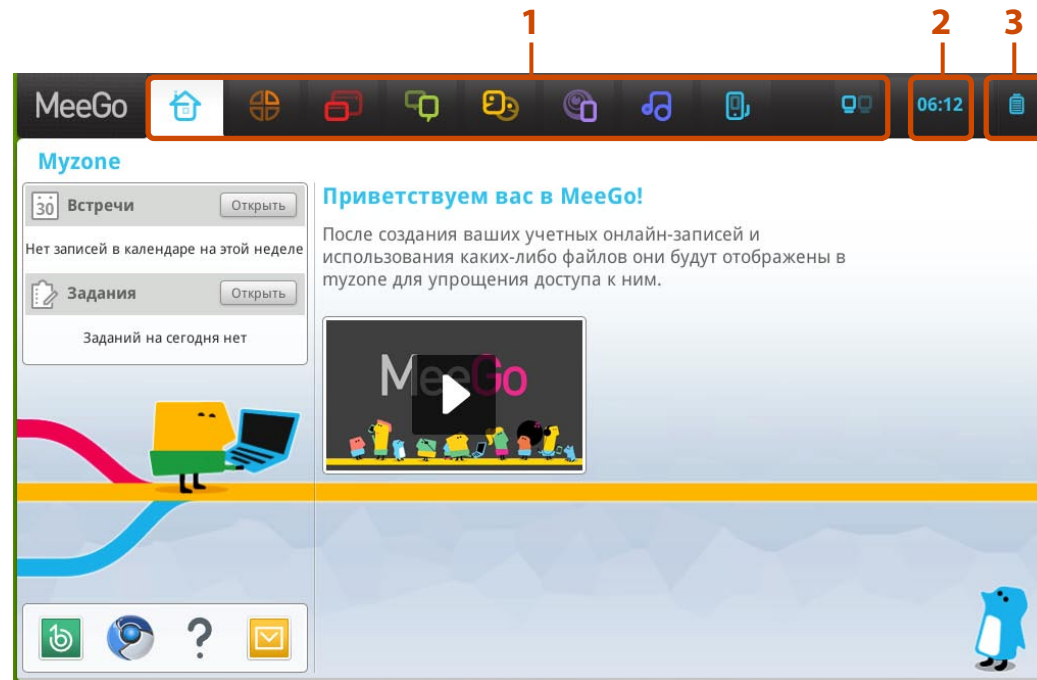 1 2 3
MeeGo
06:12
Myzone
30 Встречи Открыть
Нет записей в календаре на этой неделе
Задания Открыть
Заданий на сегодня нет
Приветствуем вас в MeeGo!
После создания ваших учетных онлайн-записей и
использования каких-либо файлов они будут отображены в
myzone для упрощения доступа к ним.
MeeGo
?